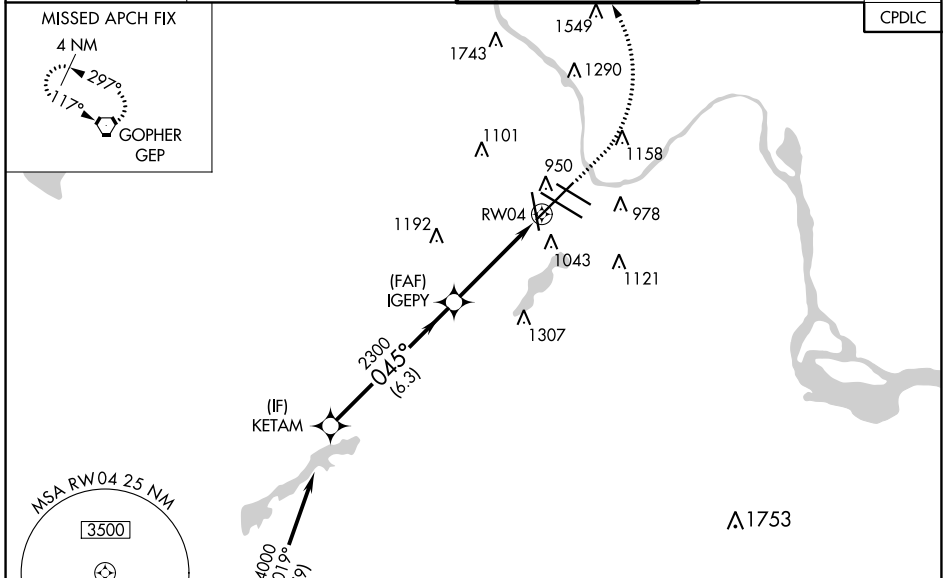 MISSED APCH FIX
4 NM
297°
117°
GOPHER
GEP
CPDLC
1549
1743
1290
1101
1158
950
RW04
978
1192
1043
1121
(FAF)
IGEPY
1307
2300
045°
(6.3)
(IF)
KETAM
MSA RW04 25 NM
3500
4000
019°
1753